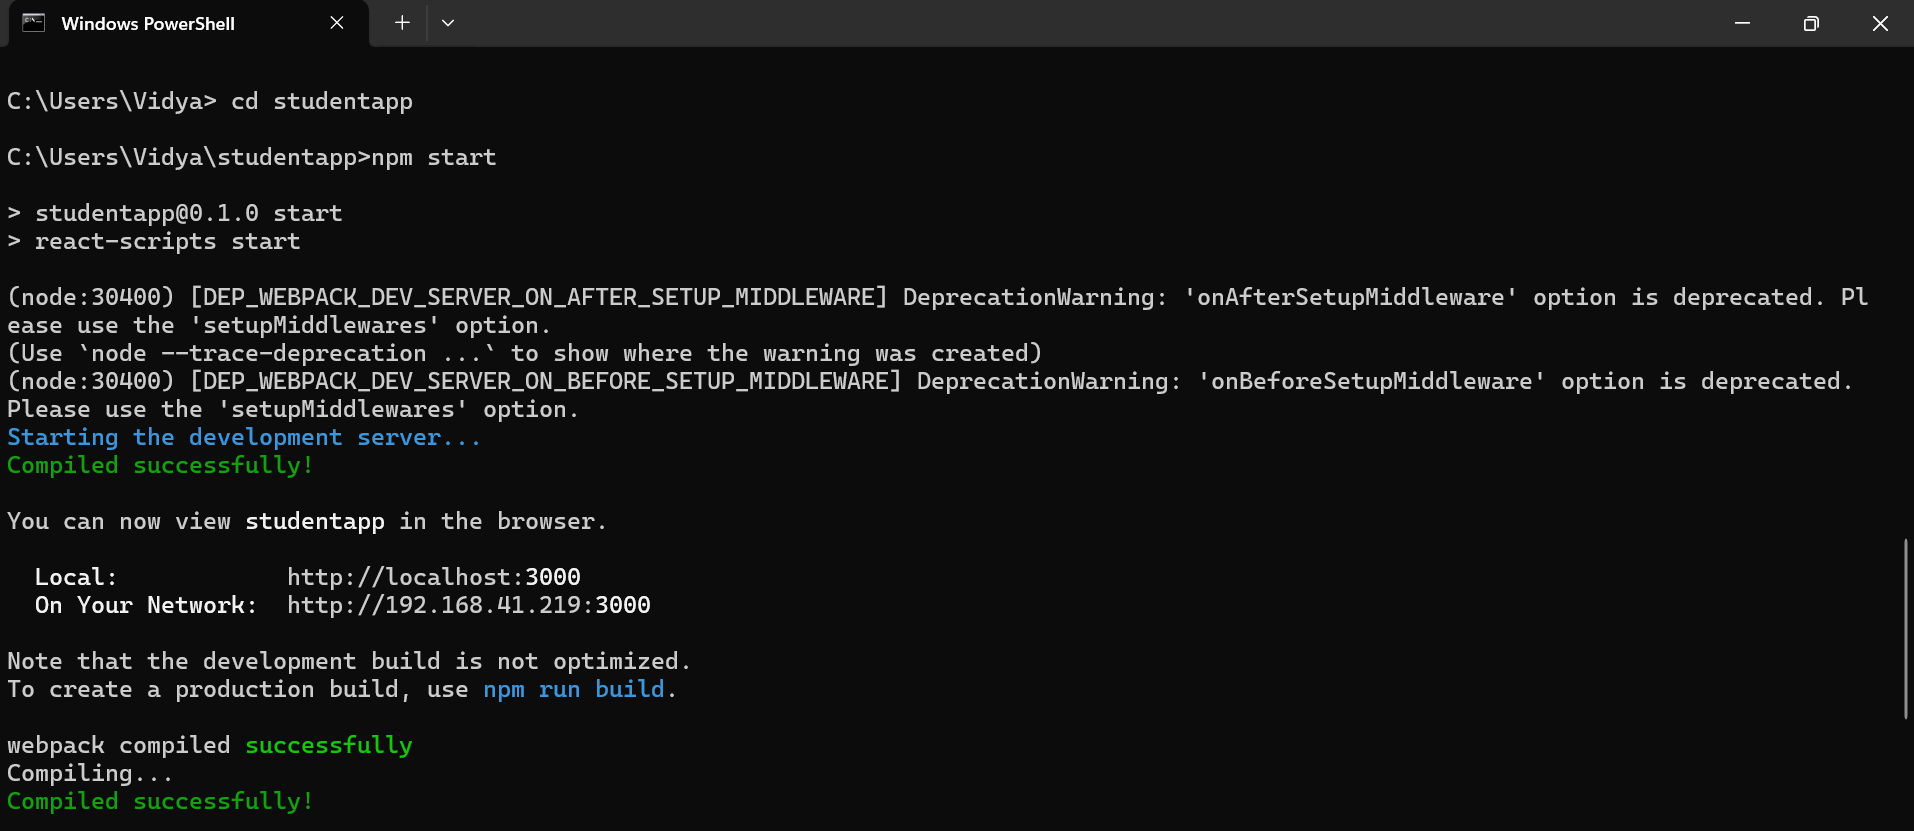 Windows PowerShell
C:\Users\Vidya> cd studentapp
C:\Users\Vidya\studentapp>npm start
> studentapp@0.1.0 start
> react-scripts start
(node:30400) [DEP_WEBPACK_DEV_SERVER_ON_AFTER_SETUP_MIDDLEWARE] DeprecationWarning: 'onAfterSetupMiddleware' option is deprecated. Pl
ease use the 'setupMiddlewares' option.
(Use `node --trace-deprecation ...` to show where the warning was created)
(node:30400) [DEP_WEBPACK_DEV_SERVER_ON_BEFORE_SETUP_MIDDLEWARE] DeprecationWarning: 'onBeforeSetupMiddleware' option is deprecated.
Please use the 'setupMiddlewares' option.
Starting the development server...
Compiled successfully!
You can now view studentapp in the browser.
Local: http://localhost:3000
On Your Network: http://192.168.41.219:3000
Note that the development build is not optimized.
To create a production build, use npm run build.
webpack compiled successfully
Compiling...
Compiled successfully!